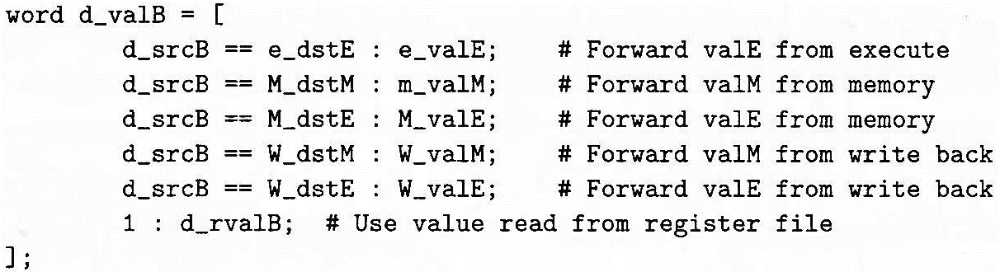 word d_valB = [
d_srcB == e_dstE : e_valE; # Forward valE from execute
d_srcB == M_dstM : m_valM; # Forward valM from memory
d_srcB == M_dstE : M_valE; # Forward valE from memory
d_srcB == W_dstM : W_valM; # Forward valM from write back
d_srcB == W_dstE : W_valE; # Forward valE from write back
1 : d_rvalB; # Use value read from register file
];